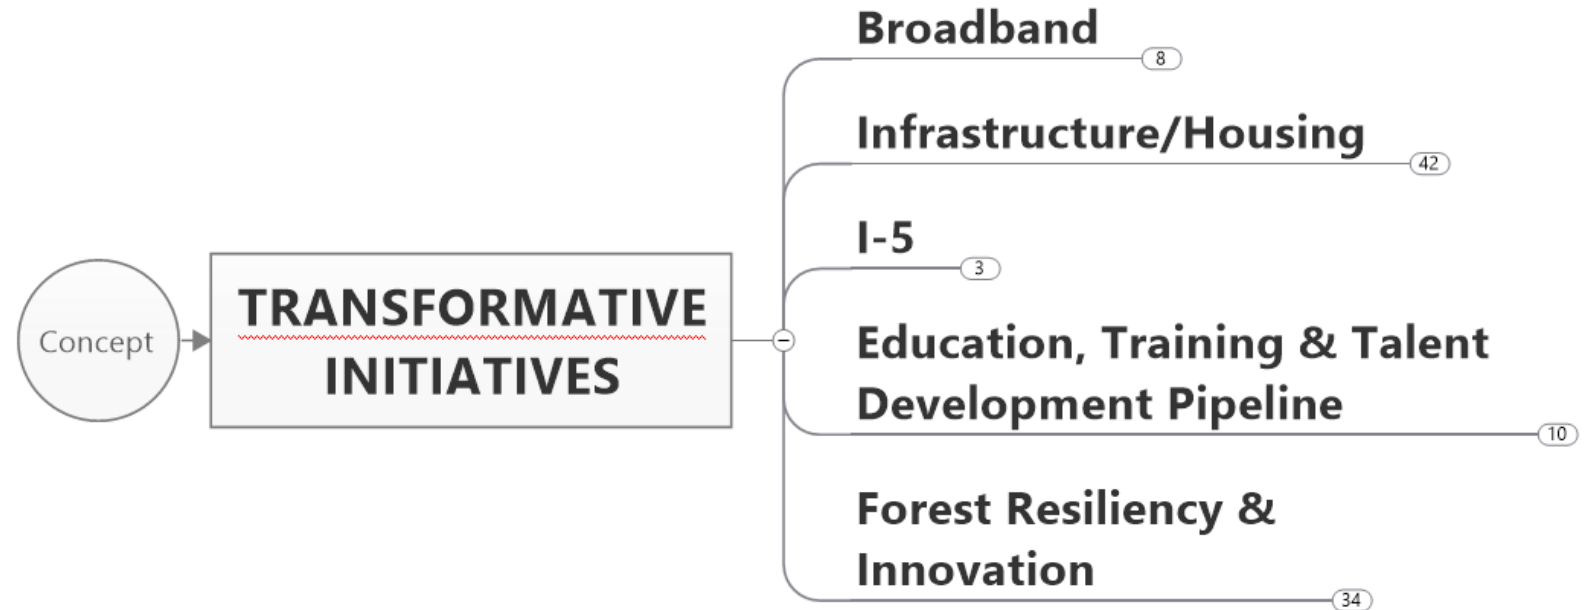 Concept
TRANSFORMATIVE
INITIATIVES
Broadband
8
Infrastructure/Housing
42
I-5
3
Education, Training & Talent
Development Pipeline
10
Forest Resiliency &
Innovation
34